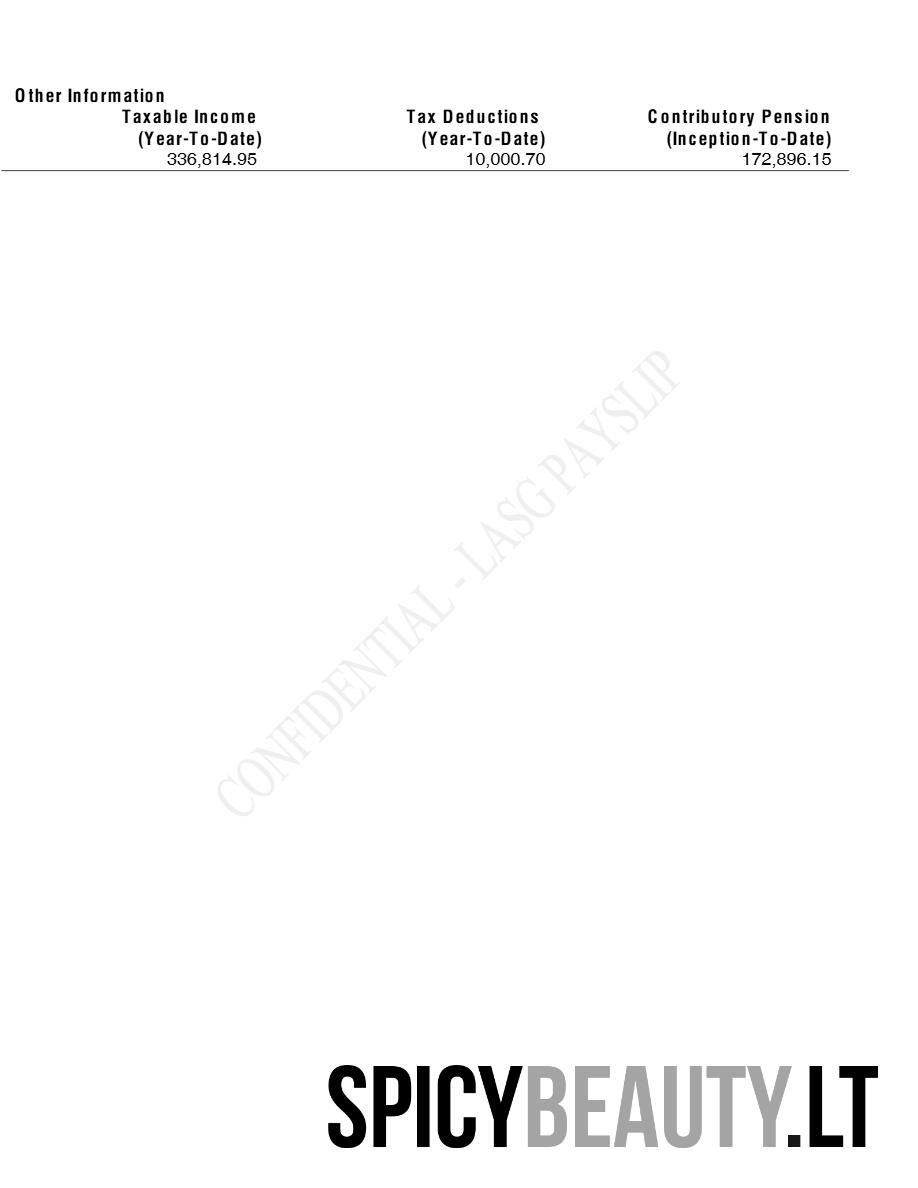 Other Information
Taxable Income Tax Deductions Contributory Pension
(Year-To-Date) (Year-To-Date) (Inception-To-Date)
336,814.95 10,000.70 172,896.15
CONFIDENTIAL - LASG PAYSLIP
SPICYBEAUTY.LT